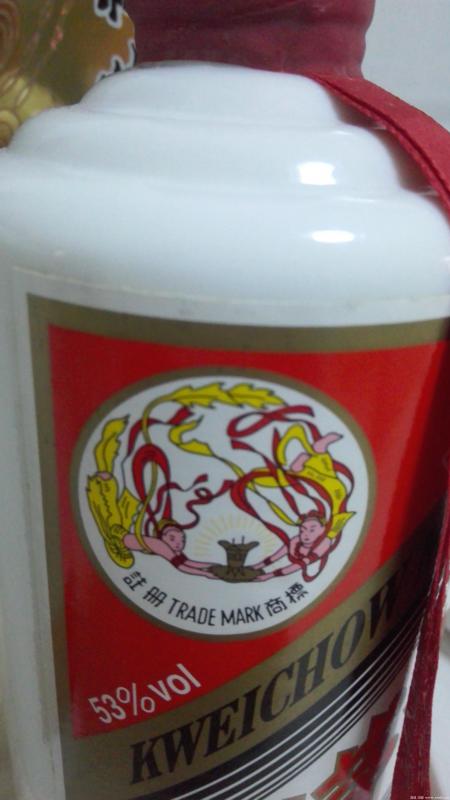 註册 TRADE MARK 商標
53%vol
KWEICHOW